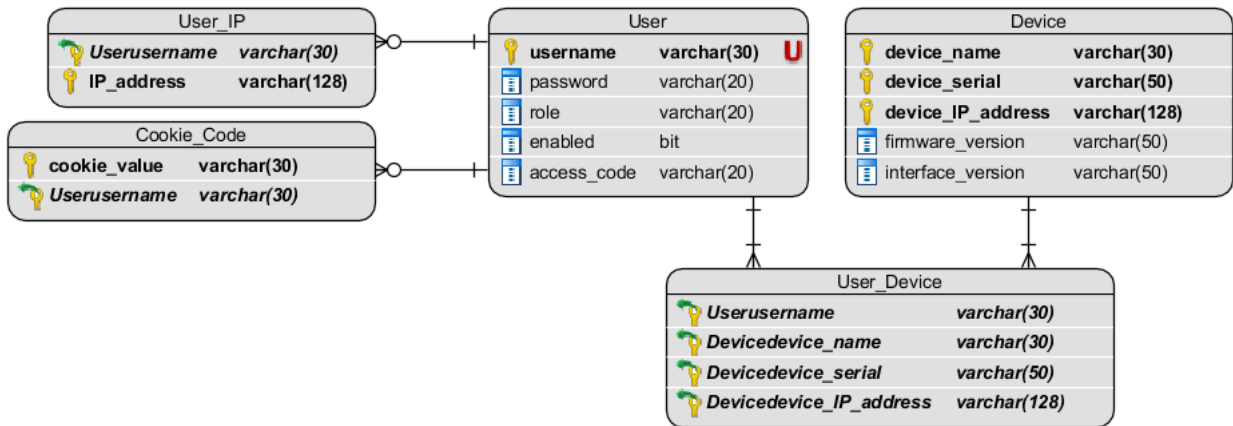 User_IP
Userusername varchar(30)
IP_address varchar(128)
Cookie_Code
cookie_value varchar(30)
Userusername varchar(30)
User
username varchar(30) U
password varchar(20)
role varchar(20)
enabled bit
access_code varchar(20)
Device
device_name varchar(30)
device_serial varchar(50)
device_IP_address varchar(128)
firmware_version varchar(50)
interface_version varchar(50)
User_Device
Userusername varchar(30)
Devicedevice_name varchar(30)
Devicedevice_serial varchar(50)
Devicedevice_IP_address varchar(128)